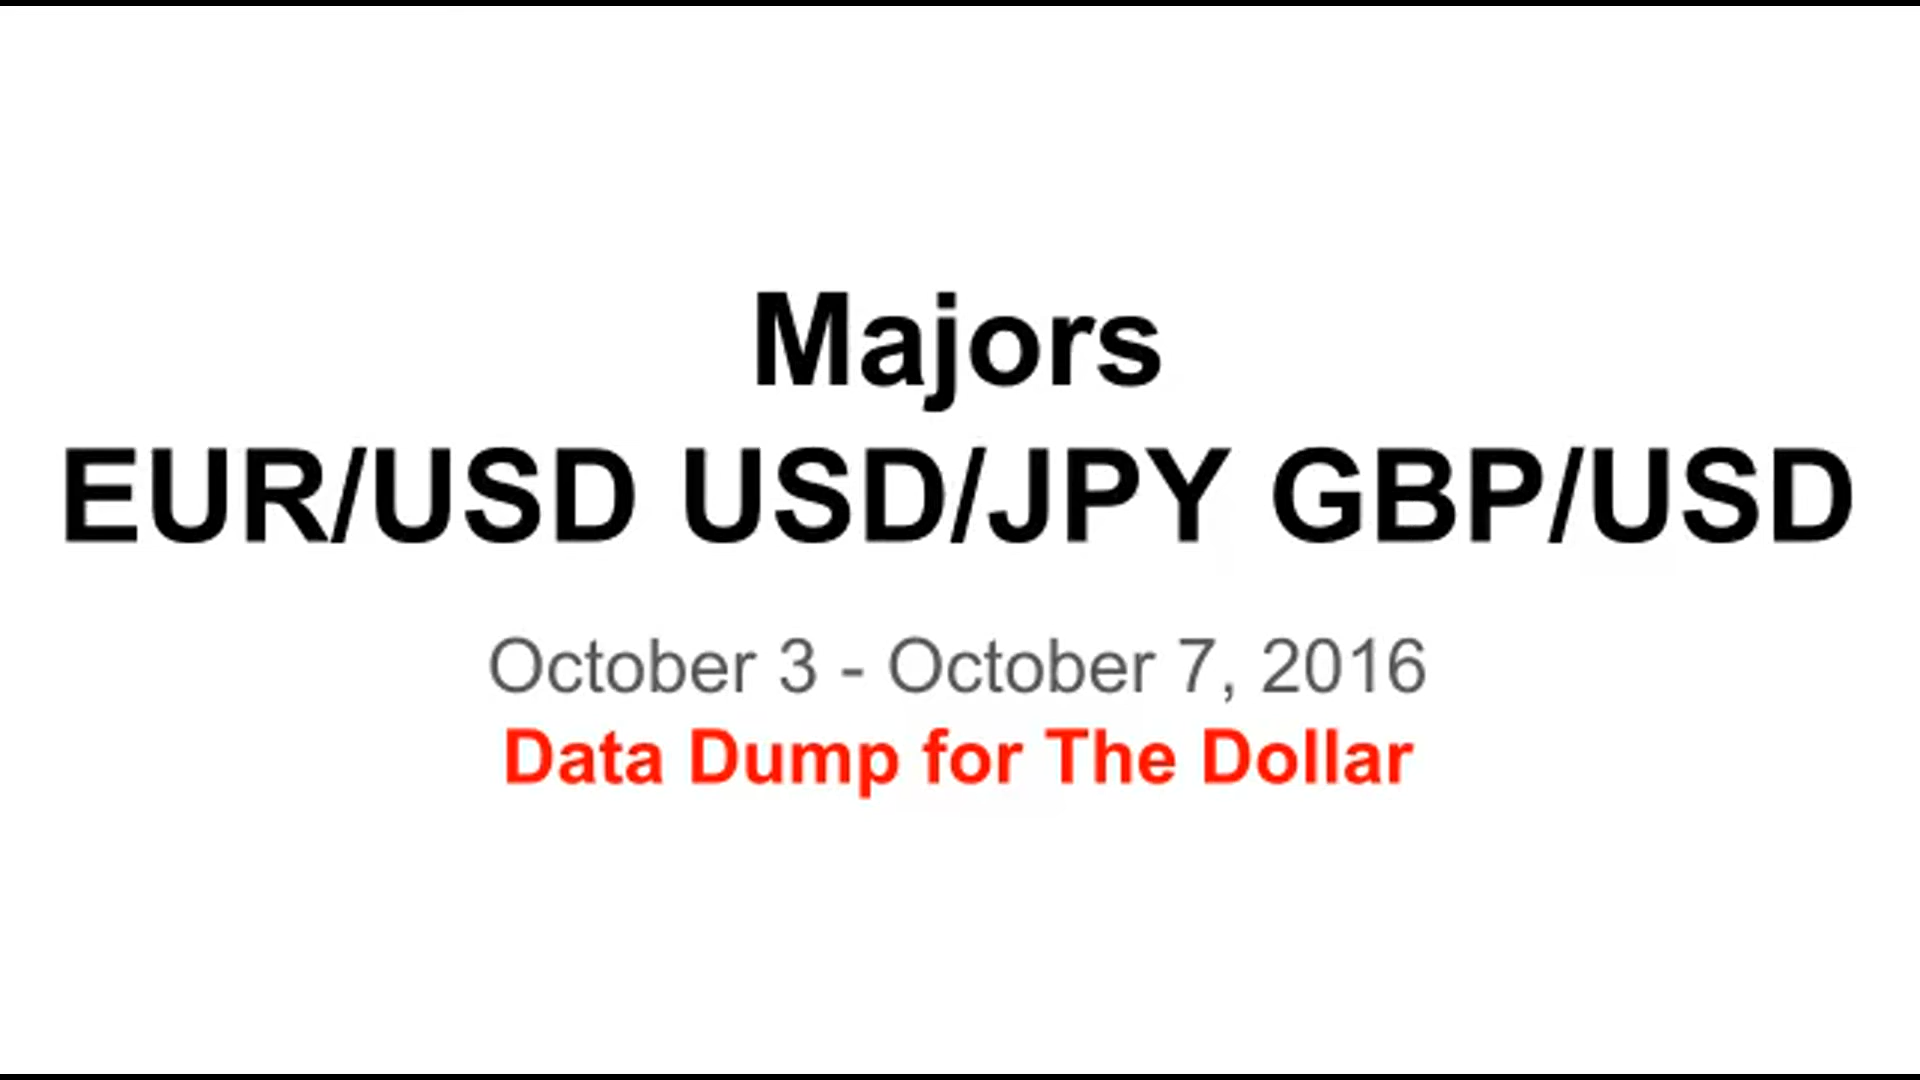 Majors
EUR/USD USD/JPY GBP/USD
October 3 - October 7, 2016
Data Dump for The Dollar